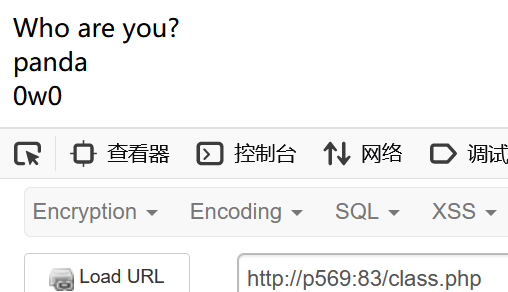 Who are you?
panda
0w0
查看器 控制台 网络 调试
Encryption Encoding SQL XSS
Load URL http://p569:83/class.php